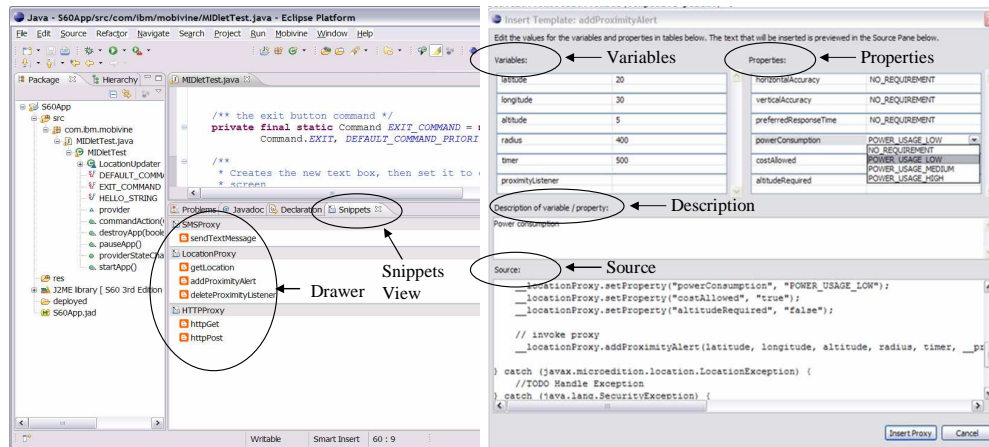 Java - S60App/src/com/ibm/mobivine/MIDletTest.java - Eclipse Platform
File Edit Source Refactor Navigate Search Project Run Mobivine Window Help
Package Hierarchy
S60App
src
com.ibm.mobivine
MIDletTest.java
MIDletTest
LocationUpdater
DEFAULT_COMMA
EXIT_COMMAND
HELLO_STRING
provider
commandAction(
destroyApp(boole
pauseApp()
providerStateCha
startApp()
res
J2ME library [ S60 3rd Edition
deployed
S60App.jad
MIDletTest.java
/** the exit button command */
private final static Command EXIT_COMMAND = n
Command.EXIT, DEFAULT_COMMAND_PRIORI
/**
* Creates the new text box, then set it to
* screen
Problems Javadoc Declaration Snippets
SMSProxy
sendTextMessage
LocationProxy
getLocation
addProximityAlert
deleteProximityListener
HTTPProxy
httpGet
httpPost
Drawer
Snippets
View
Writable Smart Insert 60 : 9
Insert Template: addProximityAlert
Edit the values for the variables and properties in tables below. The text that will be inserted is previewed in the Source Pane below.
Variables: Variables
latitude 20
longitude 30
altitude 5
radius 400
timer 500
proximityListener
Properties: Properties
horizontalAccuracy NO_REQUIREMENT
verticalAccuracy NO_REQUIREMENT
preferredResponseTime NO_REQUIREMENT
powerConsumption POWER_USAGE_LOW
NO_REQUIREMENT
POWER_USAGE_LOW
POWER_USAGE_MEDIUM
POWER_USAGE_HIGH
costAllowed
altitudeRequired
Description of variable / property: Description
Power consumption
Source: Source
__locationProxy.setProperty("powerConsumption", "POWER_USAGE_LOW");
__locationProxy.setProperty("costAllowed", "true");
__locationProxy.setProperty("altitudeRequired", "false");
// invoke proxy
__locationProxy.addProximityAlert(latitude, longitude, altitude, radius, timer, __pr
} catch (javax.microedition.location.LocationException) {
//TODO Handle Exception
} catch (java.lang.SecurityException) {
Insert Proxy Cancel